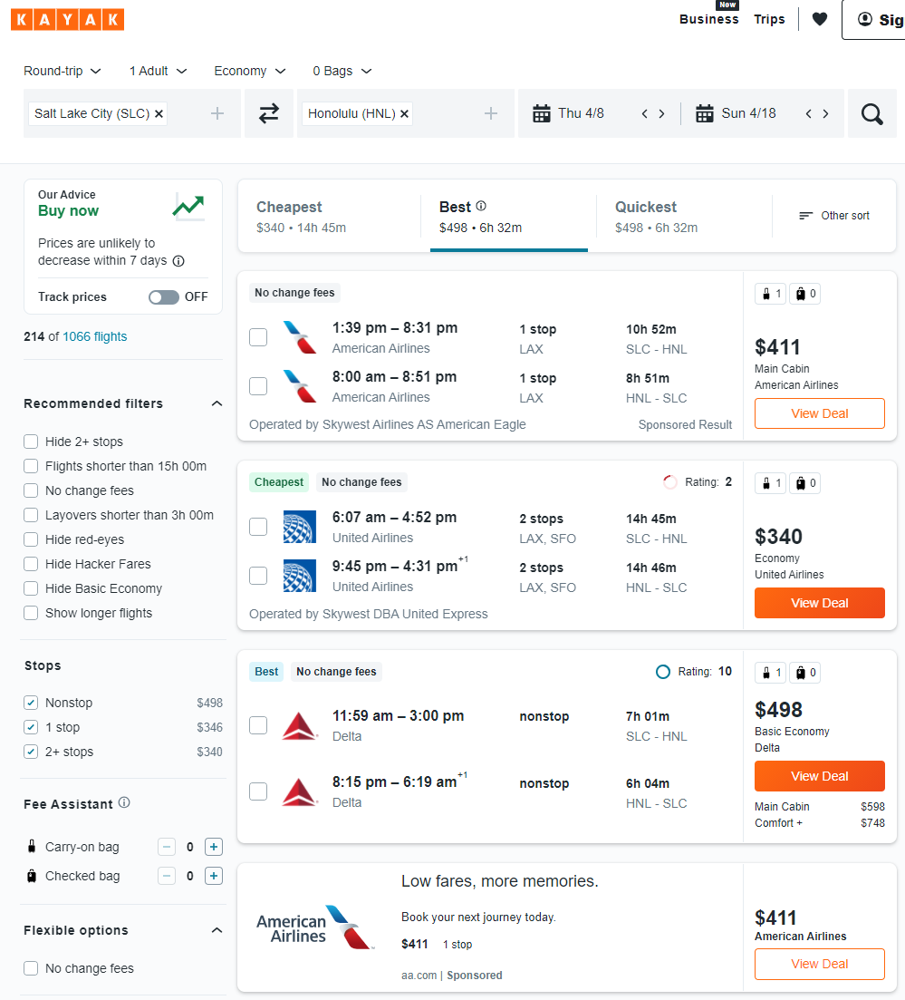 KAYAK
New
Business Trips Sig
Round-trip 1 Adult Economy 0 Bags
Salt Lake City (SLC) × Honolulu (HNL) × Thu 4/8 Sun 4/18
Our Advice
Buy now
Prices are unlikely to
decrease within 7 days
Track prices OFF
214 of 1066 flights
Recommended filters
Hide 2+ stops
Flights shorter than 15h 00m
No change fees
Layovers shorter than 3h 00m
Hide red-eyes
Hide Hacker Fares
Hide Basic Economy
Show longer flights
Stops
Nonstop $498
1 stop $346
2+ stops $340
Fee Assistant
Carry-on bag − 0 +
Checked bag − 0 +
Flexible options
No change fees
Cheapest
$340 • 14h 45m
Best
$498 • 6h 32m
Quickest
$498 • 6h 32m
Other sort
No change fees
1:39 pm – 8:31 pm 1 stop 10h 52m
American Airlines LAX SLC - HNL
8:00 am – 8:51 pm 1 stop 8h 51m
American Airlines LAX HNL - SLC
Operated by Skywest Airlines AS American Eagle Sponsored Result
1 0
$411
Main Cabin
American Airlines
View Deal
Cheapest No change fees Rating: 2
6:07 am – 4:52 pm 2 stops 14h 45m
United Airlines LAX, SFO SLC - HNL
9:45 pm – 4:31 pm+1 2 stops 14h 46m
United Airlines LAX, SFO HNL - SLC
Operated by Skywest DBA United Express
1 0
$340
Economy
United Airlines
View Deal
Best No change fees Rating: 10
11:59 am – 3:00 pm nonstop 7h 01m
Delta SLC - HNL
8:15 pm – 6:19 am+1 nonstop 6h 04m
Delta HNL - SLC
1 0
$498
Basic Economy
Delta
View Deal
Main Cabin $598
Comfort + $748
American Airlines
Low fares, more memories.
Book your next journey today.
$411 1 stop
aa.com | Sponsored
$411
American Airlines
View Deal